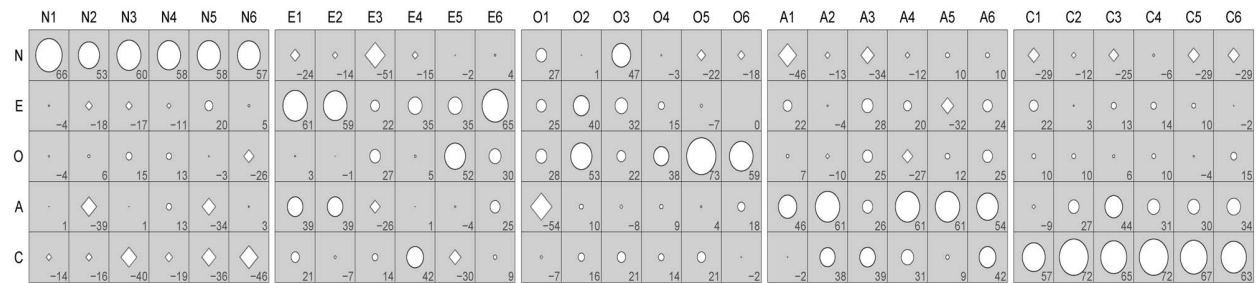 N1 N2 N3 N4 N5 N6 E1 E2 E3 E4 E5 E6 O1 O2 O3 O4 O5 O6 A1 A2 A3 A4 A5 A6 C1 C2 C3 C4 C5 C6
N 66 53 60 58 58 57 −24 −14 −51 −15 −2 4 27 1 47 −3 −22 −18 −46 −13 −34 −12 10 10 −29 −12 −25 −6 −29 −29
E −4 −18 −17 −11 20 5 61 59 22 35 35 65 25 40 32 15 −7 0 22 −4 28 20 −32 24 22 3 13 14 10 −2
O −4 6 15 13 −3 −26 3 −1 27 5 52 30 28 53 22 38 73 59 7 −10 25 −27 12 25 10 10 6 10 −4 15
A 1 −39 1 13 −34 3 39 39 −26 1 −4 25 −54 10 −8 9 4 18 46 61 26 61 61 54 −9 27 44 31 30 34
C −14 −16 −40 −19 −36 −46 21 −7 14 42 −30 9 −7 16 21 14 21 −2 −2 38 39 31 9 42 57 72 65 72 67 63